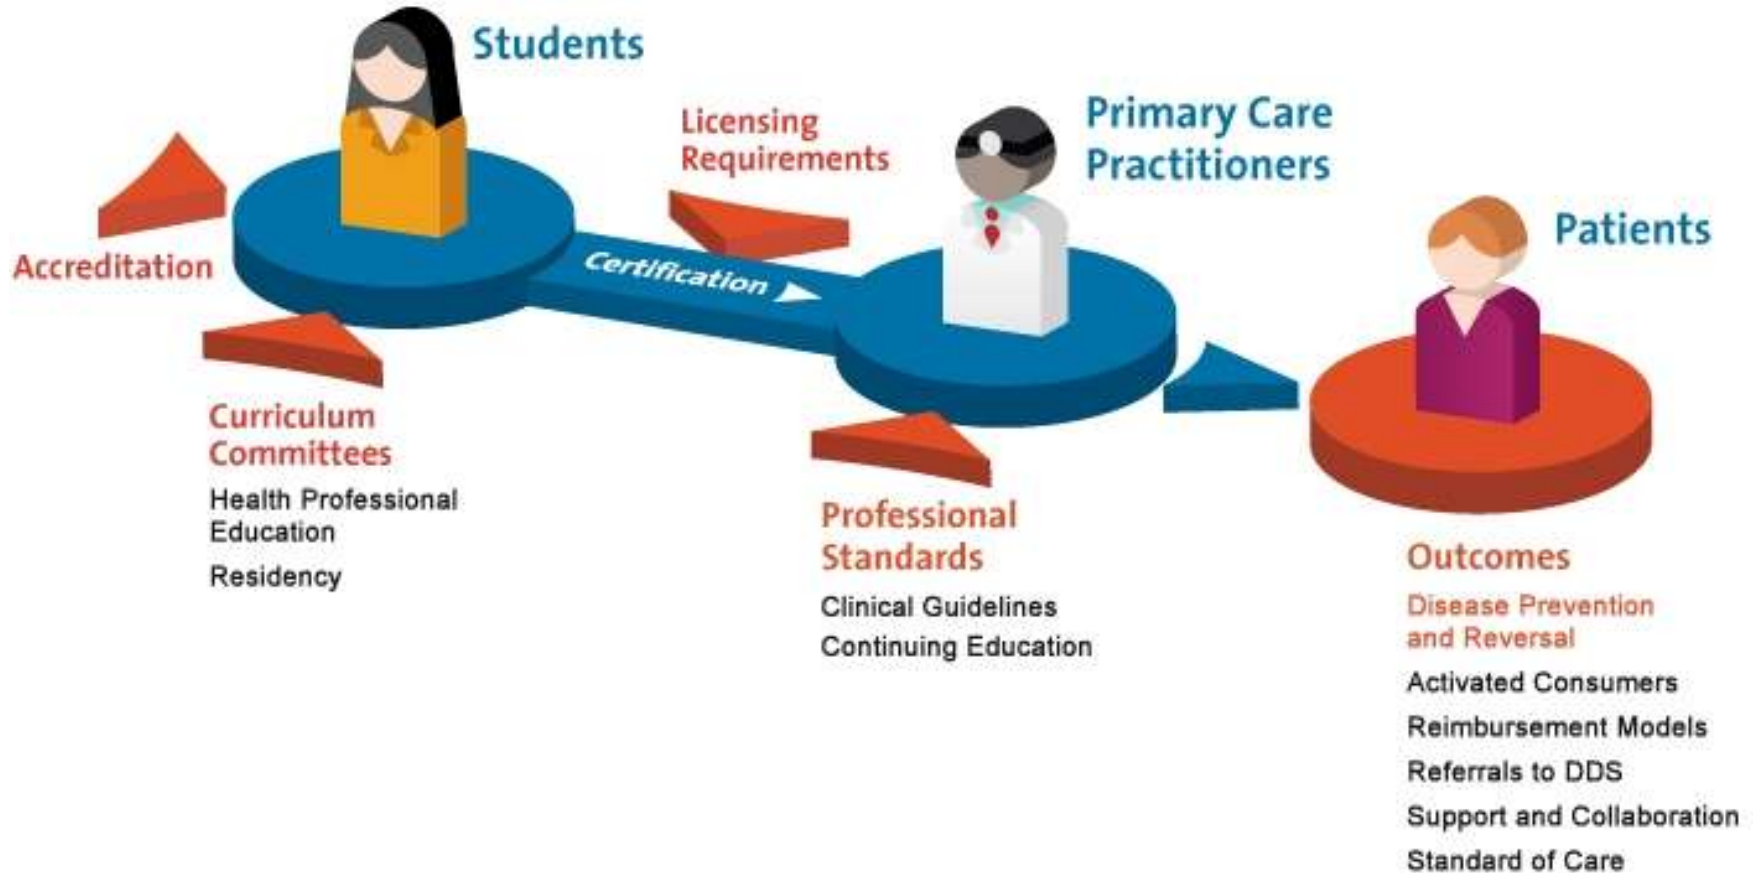 Students
Licensing
Requirements
Primary Care
Practitioners
Patients
Accreditation
Certification
Curriculum
Committees
Health Professional
Education
Residency
Professional
Standards
Clinical Guidelines
Continuing Education
Outcomes
Disease Prevention
and Reversal
Activated Consumers
Reimbursement Models
Referrals to DDS
Support and Collaboration
Standard of Care